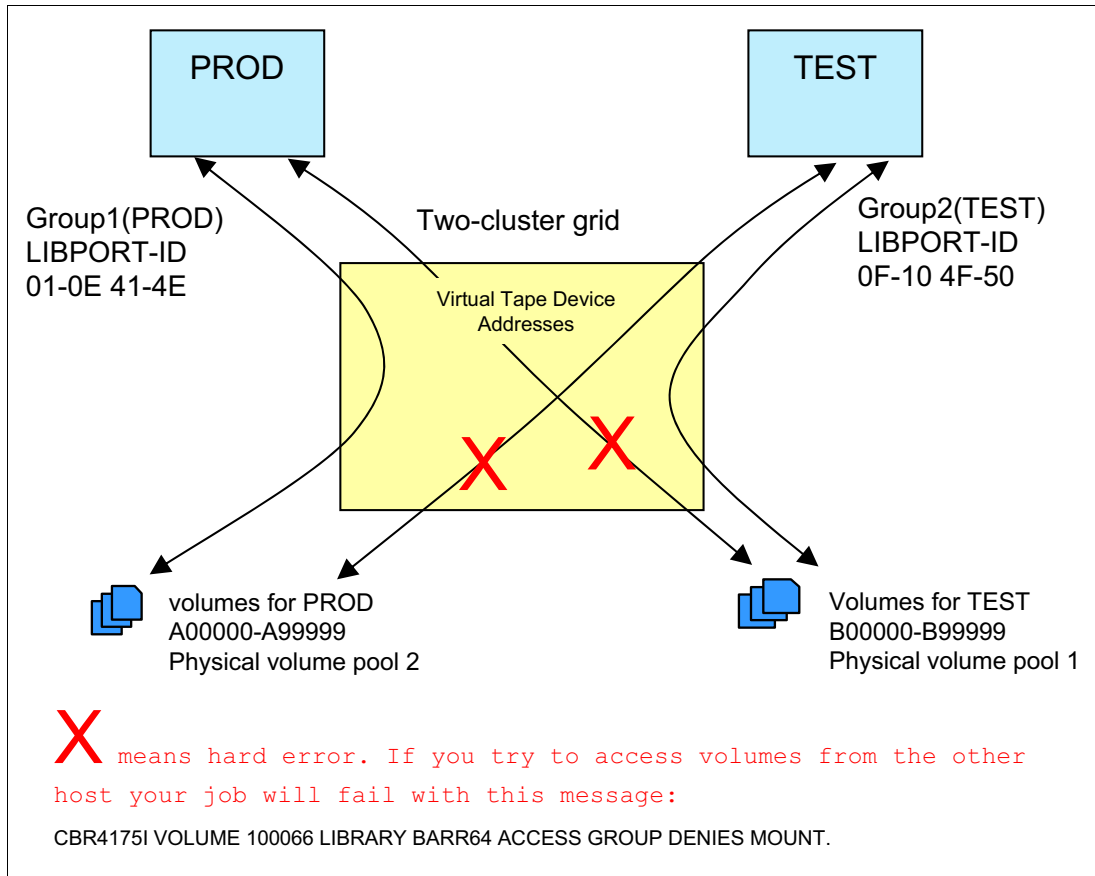 PROD
TEST
Group1(PROD)
LIBPORT-ID
01-0E 41-4E
Two-cluster grid
Group2(TEST)
LIBPORT-ID
0F-10 4F-50
Virtual Tape Device
Addresses
X
X
volumes for PROD
A00000-A99999
Physical volume pool 2
Volumes for TEST
B00000-B99999
Physical volume pool 1
X means hard error. If you try to access volumes from the other
host your job will fail with this message:
CBR4175I VOLUME 100066 LIBRARY BARR64 ACCESS GROUP DENIES MOUNT.